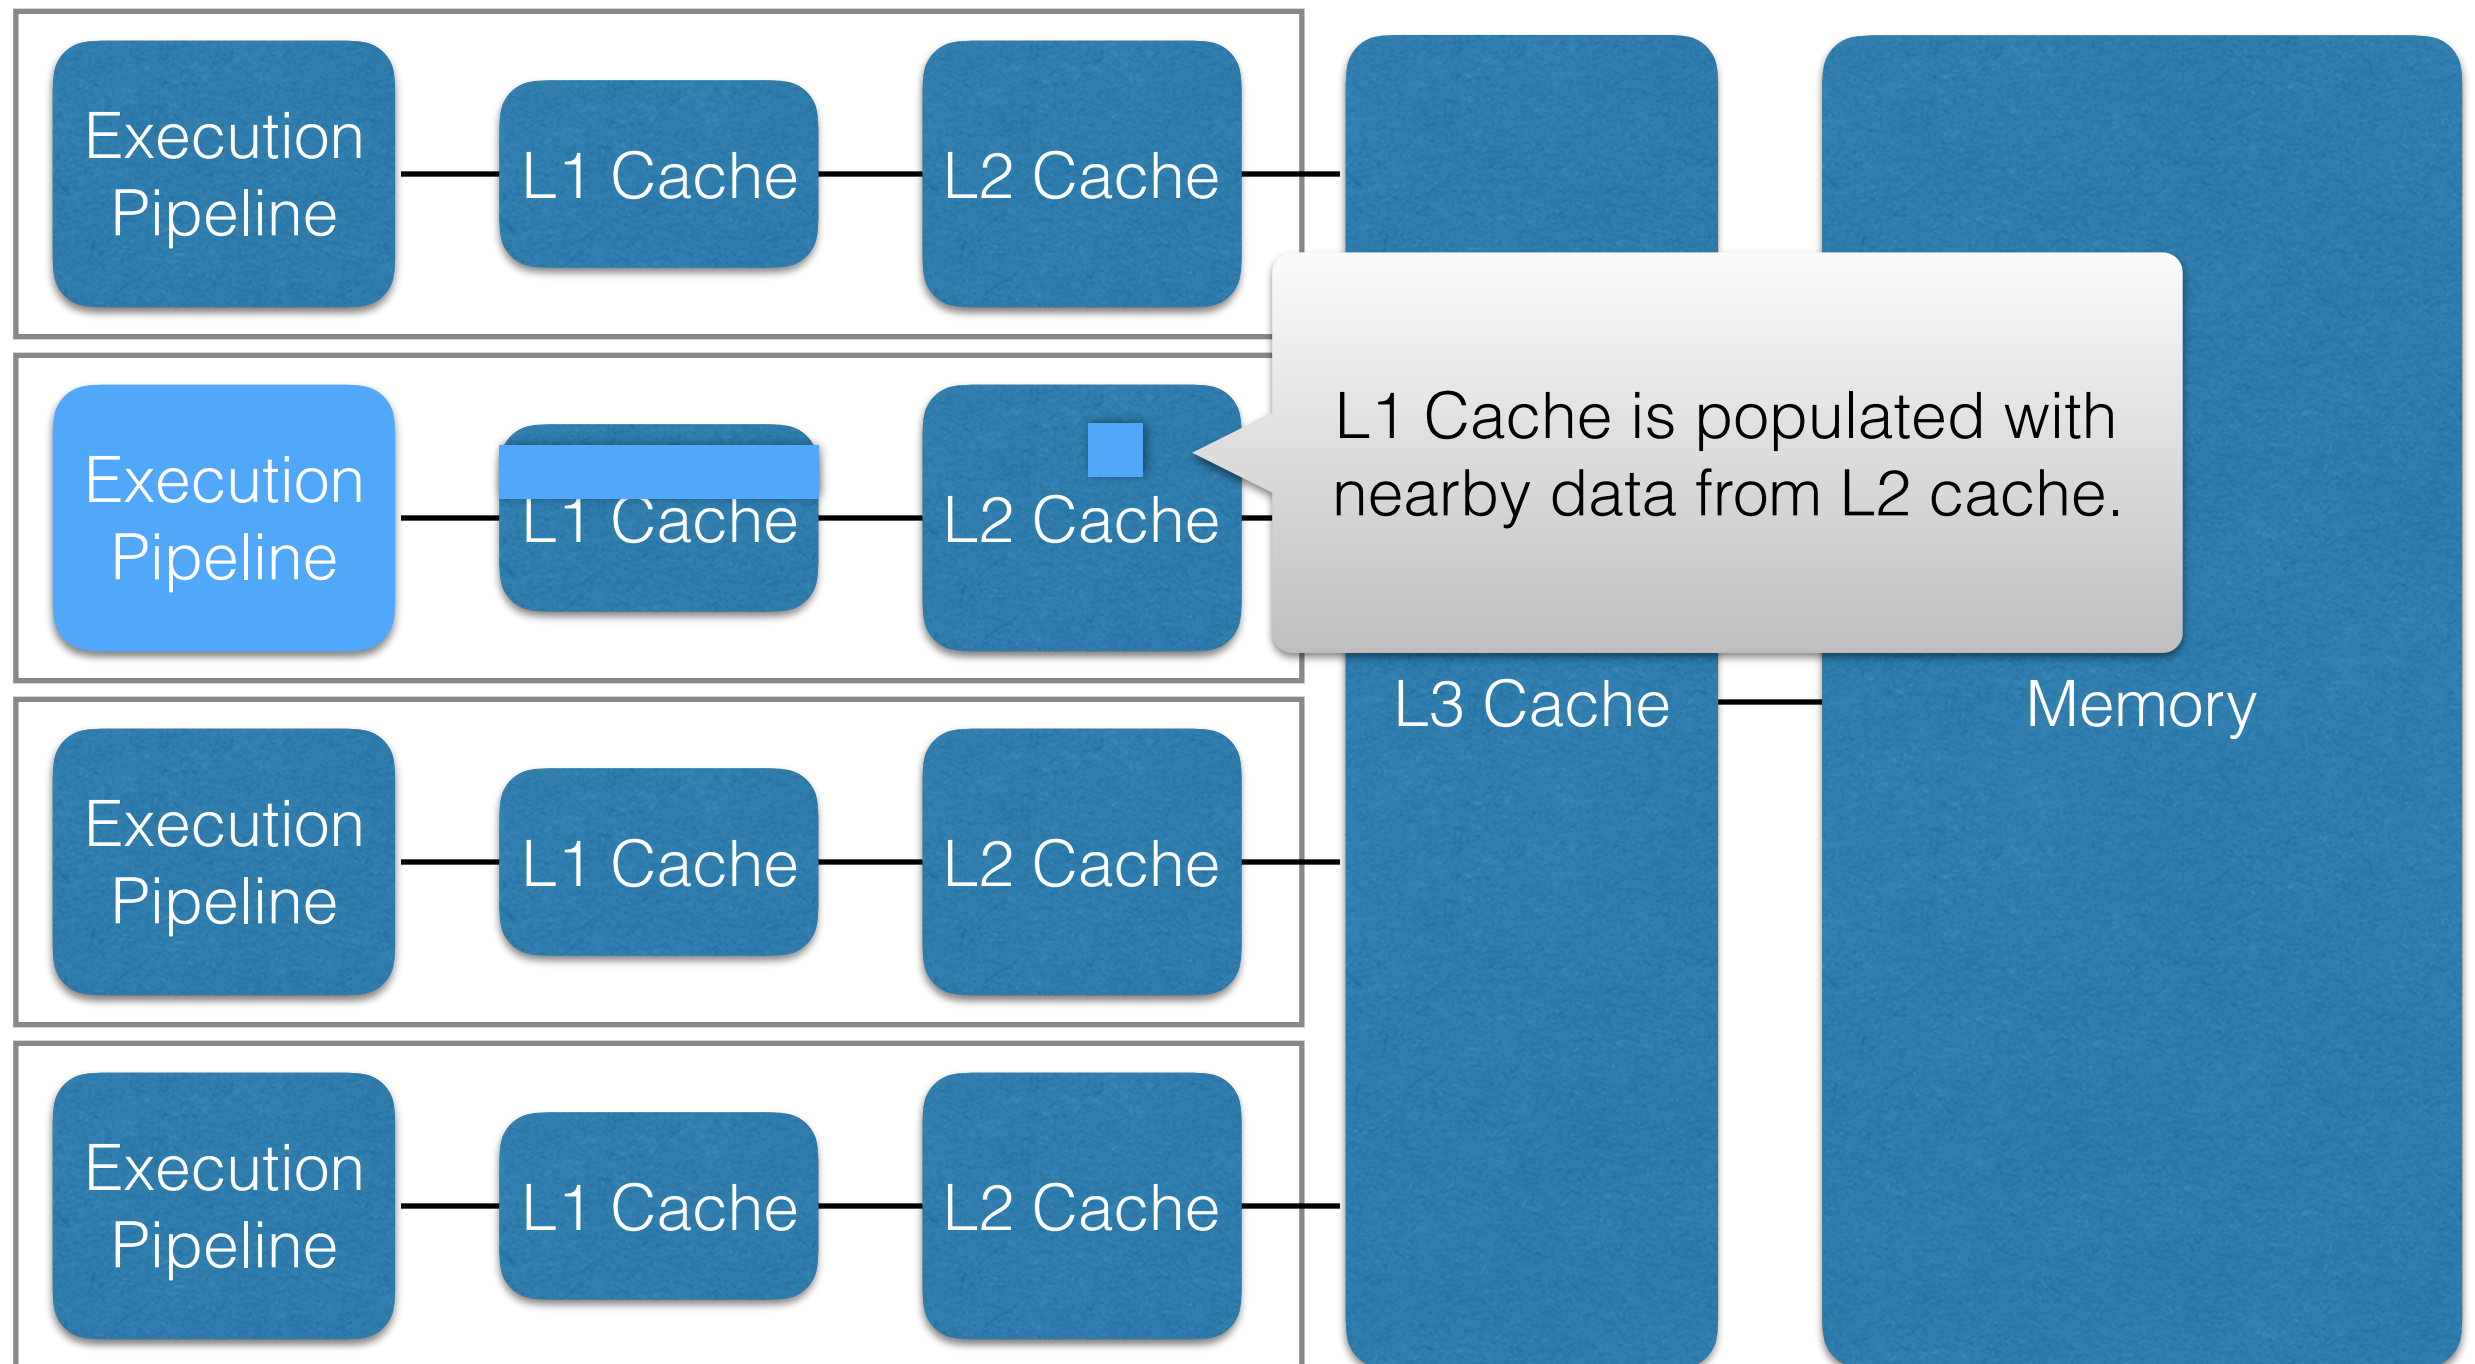 Execution
Pipeline
L1 Cache
L2 Cache
Execution
Pipeline
L1 Cache
L2 Cache
L1 Cache is populated with
nearby data from L2 cache.
L3 Cache
Memory
Execution
Pipeline
L1 Cache
L2 Cache
Execution
Pipeline
L1 Cache
L2 Cache